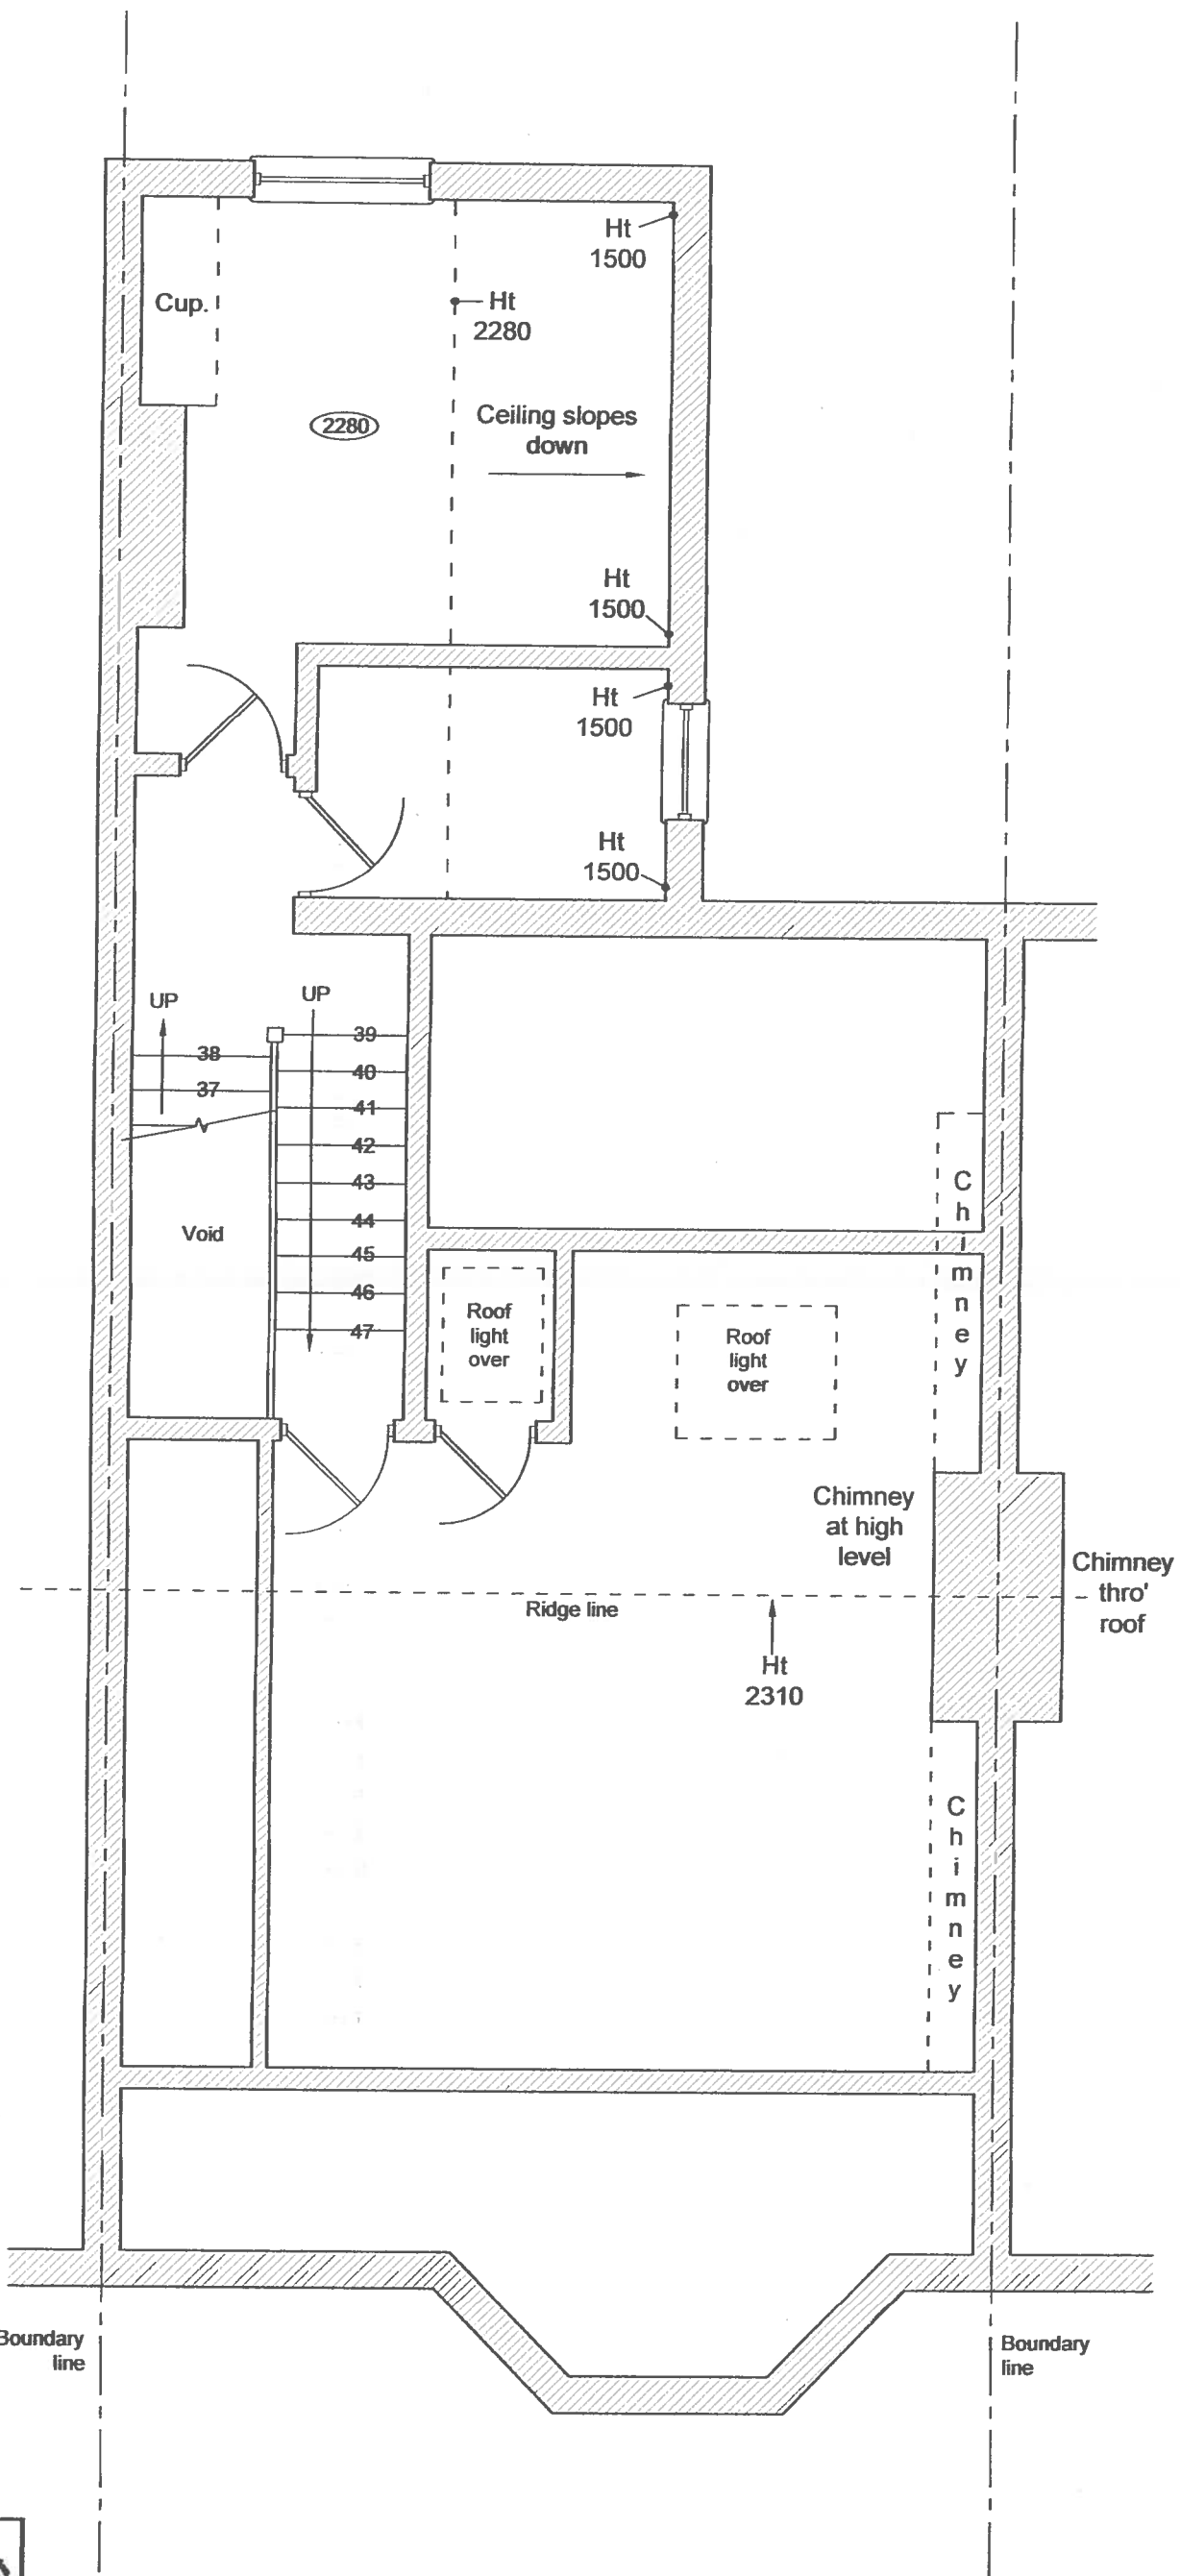 Ht
1500
Cup.
Ht
2280
2280
Ceiling slopes
down
Ht
1500
Ht
1500
Ht
1500
UP
UP
38
37
39
40
41
42
43
44
45
46
47
Void
Chimney
Roof
light
over
Roof
light
over
Chimney
at high
level
Chimney
thro'
roof
Ridge line
Ht
2310
Chimney
Boundary
line
Boundary
line